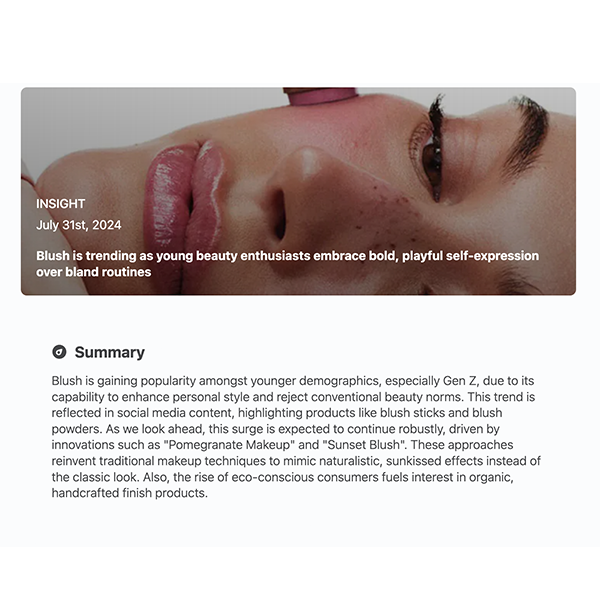 INSIGHT
July 31st, 2024
Blush is trending as young beauty enthusiasts embrace bold, playful self-expression
over bland routines
Summary
Blush is gaining popularity amongst younger demographics, especially Gen Z, due to its
capability to enhance personal style and reject conventional beauty norms. This trend is
reflected in social media content, highlighting products like blush sticks and blush
powders. As we look ahead, this surge is expected to continue robustly, driven by
innovations such as "Pomegranate Makeup" and "Sunset Blush". These approaches
reinvent traditional makeup techniques to mimic naturalistic, sunkissed effects instead of
the classic look. Also, the rise of eco-conscious consumers fuels interest in organic,
handcrafted finish products.